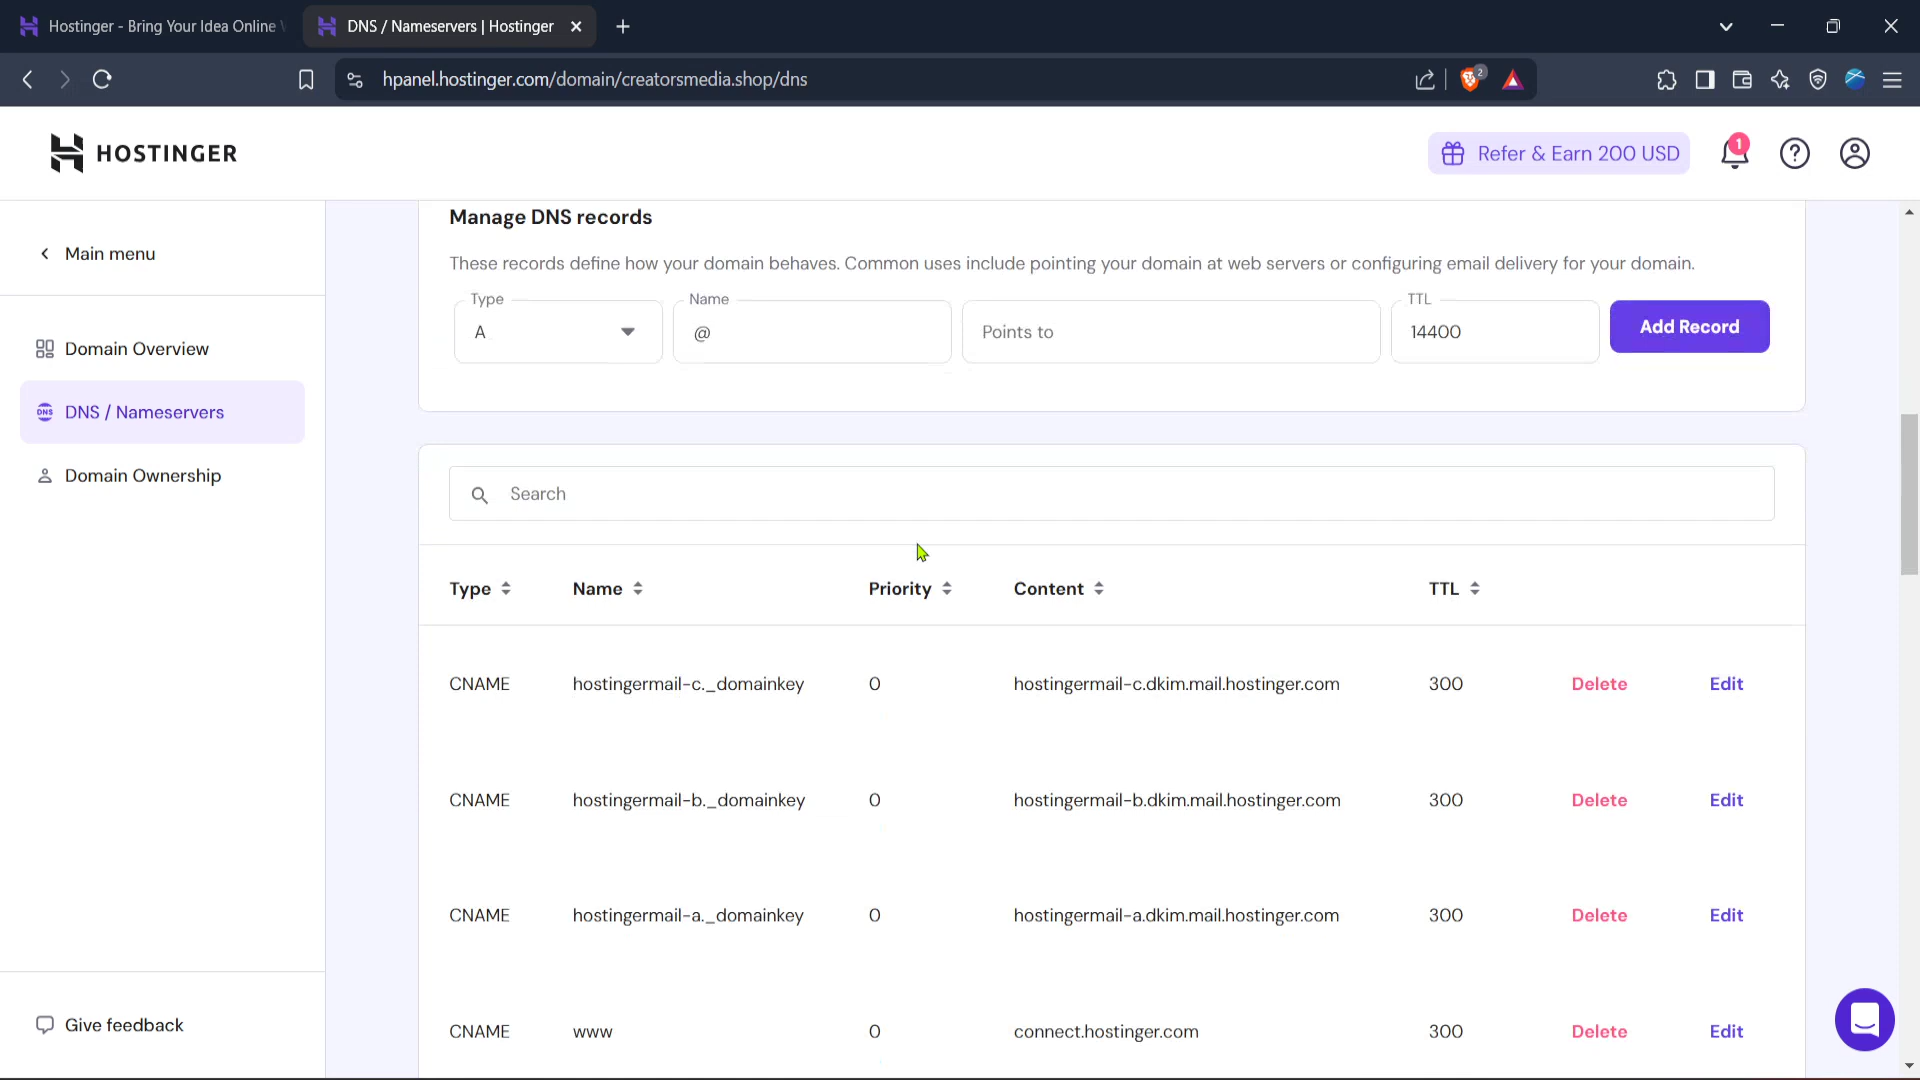 Hostinger - Bring Your Idea Online
DNS / Nameservers | Hostinger
hpanel.hostinger.com/domain/creatorsmedia.shop/dns
2
HOSTINGER
Refer & Earn 200 USD
1
Main menu
Domain Overview
DNS
DNS / Nameservers
Domain Ownership
Give feedback
Manage DNS records
These records define how your domain behaves. Common uses include pointing your domain at web servers or configuring email delivery for your domain.
Type Name TTL
A @ Points to 14400 Add Record
Search
Type Name Priority Content TTL
CNAME hostingermail-c._domainkey 0 hostingermail-c.dkim.mail.hostinger.com 300 Delete Edit
CNAME hostingermail-b._domainkey 0 hostingermail-b.dkim.mail.hostinger.com 300 Delete Edit
CNAME hostingermail-a._domainkey 0 hostingermail-a.dkim.mail.hostinger.com 300 Delete Edit
CNAME www 0 connect.hostinger.com 300 Delete Edit